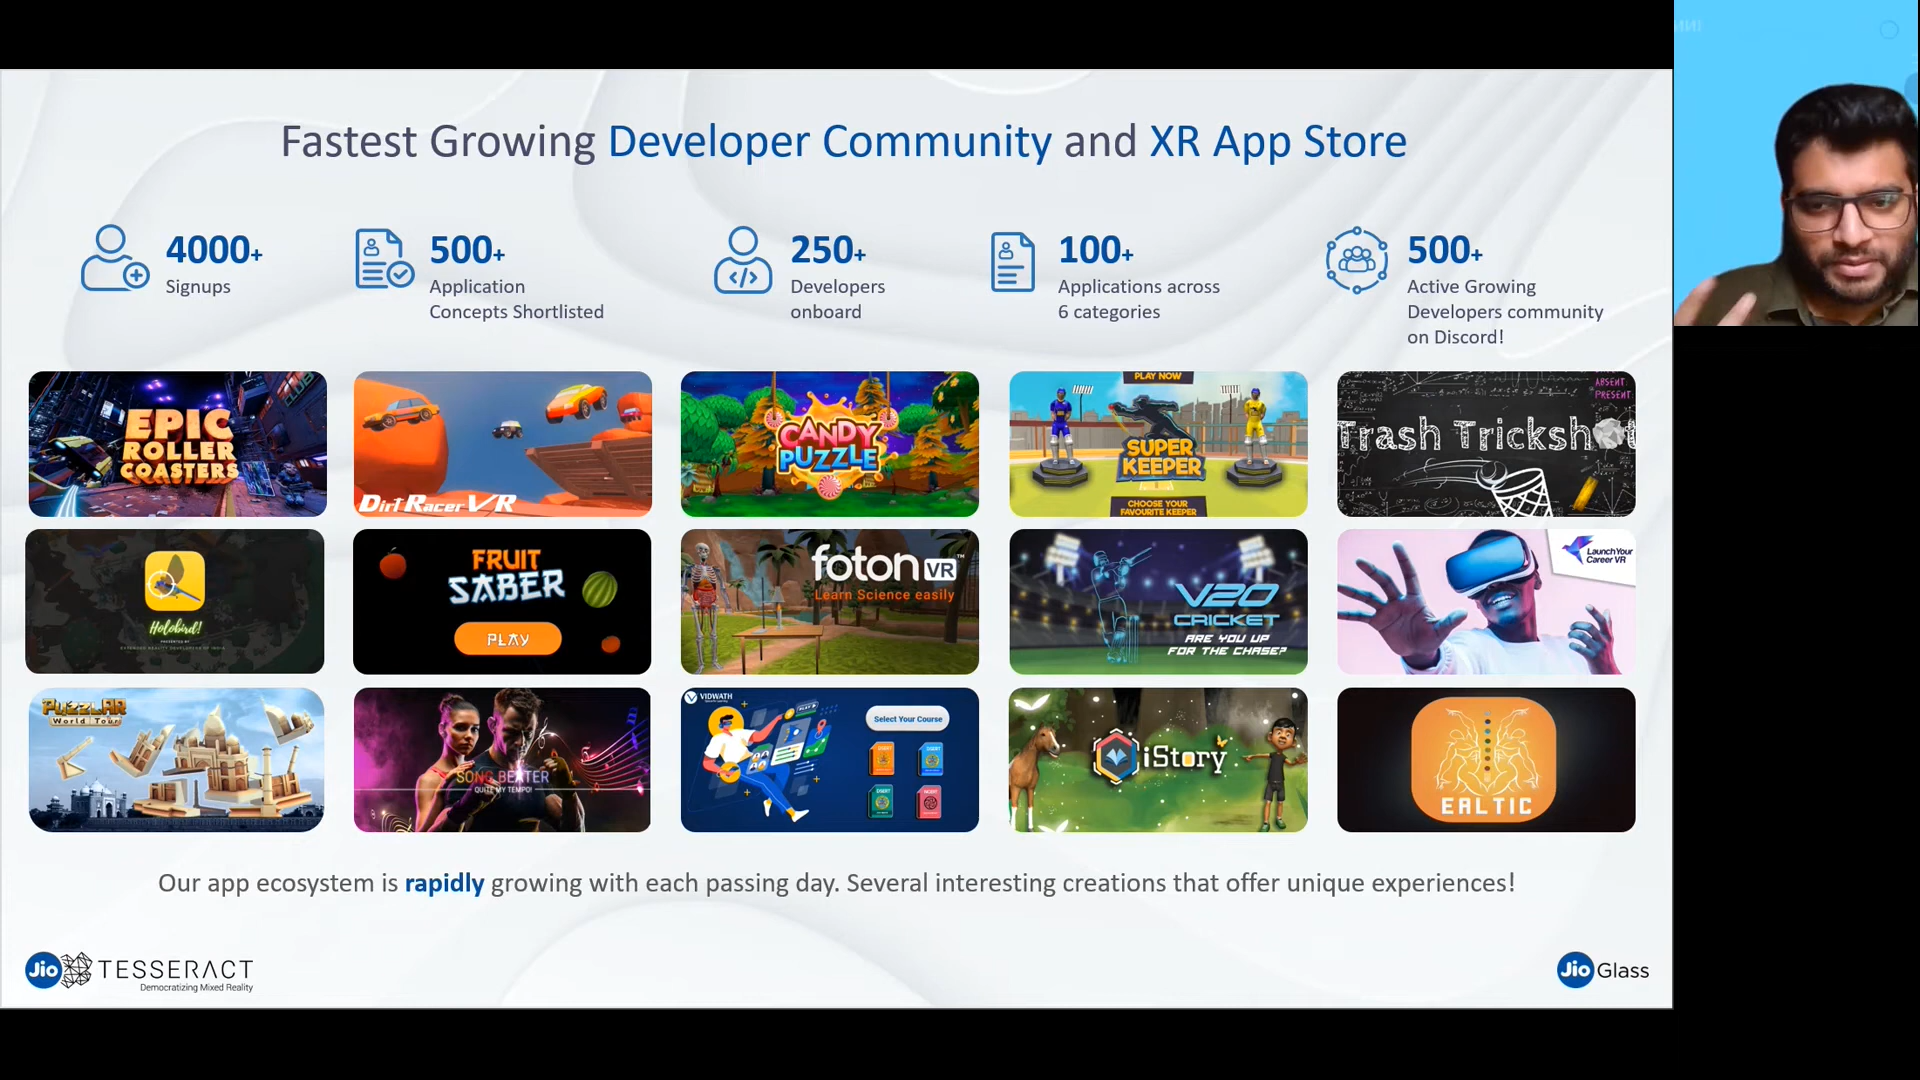 Fastest Growing Developer Community and XR App Store
4000+
Signups
500+
Application
Concepts Shortlisted
250+
Developers
onboard
100+
Applications across
6 categories
500+
Active Growing
Developers community
on Discord!
EPIC
ROLLER
COASTERS
Dirt Racer VR
CANDY
PUZZLE
PLAY NOW
SUPER
KEEPER
CHOOSE YOUR
FAVOURITE KEEPER
ABSENT:
PRESENT:
Trash Tricksh t
Holobird!
FRUIT
SABER
PLAY
foton VR™
Learn Science easily
V20
CRICKET
ARE YOU UP
FOR THE CHASE?
Launch Your
Career VR
PUZZLAR
World Tour
SONG BEATER
QUITE MY TEMPO!
VIDWATH
Select Your Course
iStory
EALTIC
Our app ecosystem is rapidly growing with each passing day. Several interesting creations that offer unique experiences!
Jio TESSERACT
Democratizing Mixed Reality
Jio Glass